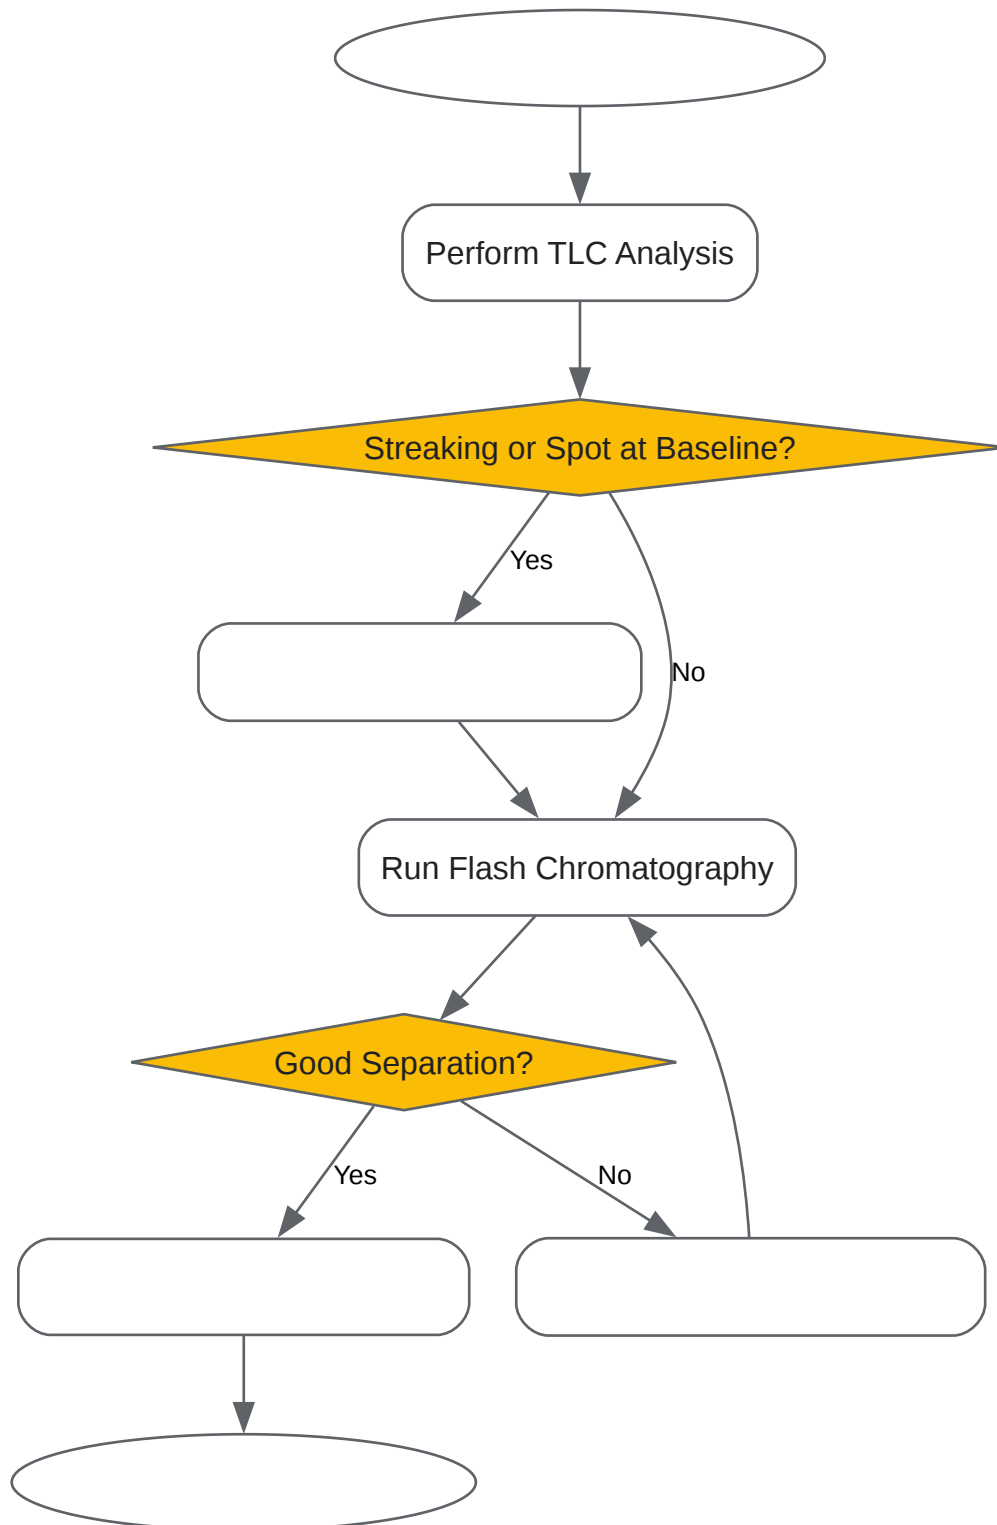 Perform TLC Analysis
Streaking or Spot at Baseline?
Yes
No
Run Flash Chromatography
Good Separation?
Yes
No